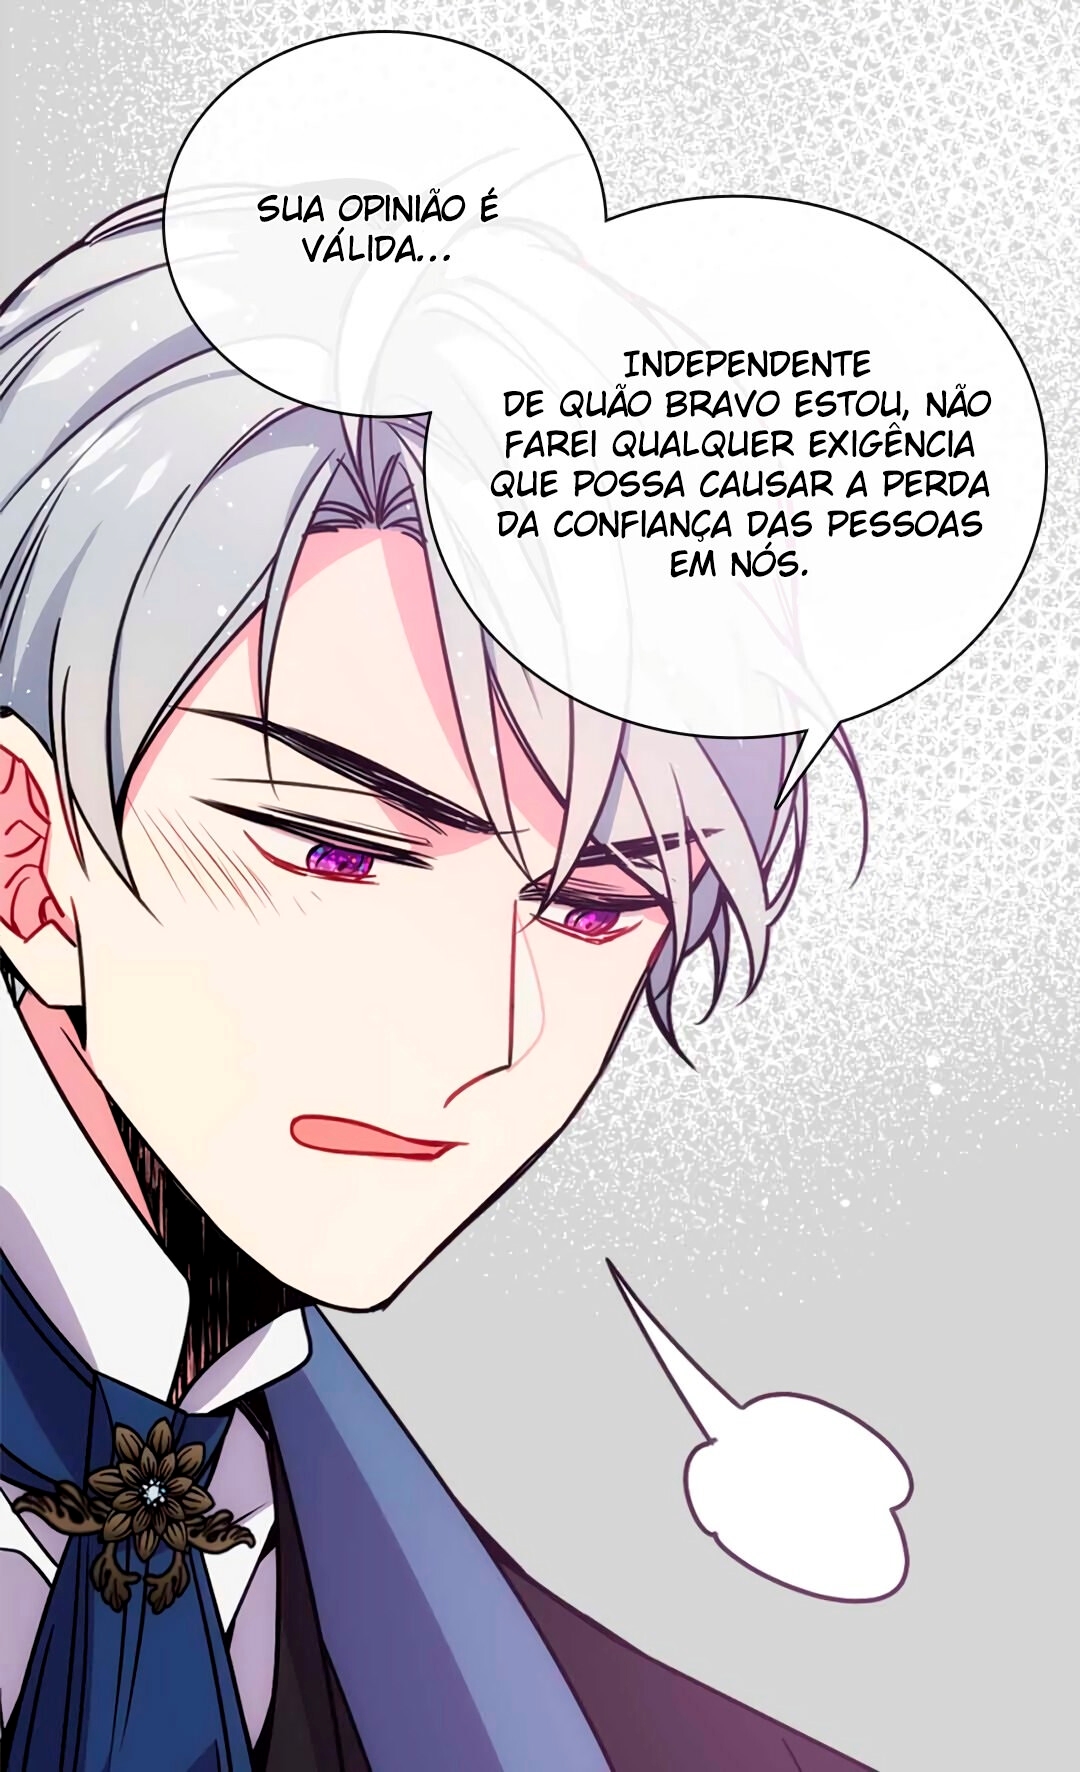 SUA OPINIÃO É
VÁLIDA...
INDEPENDENTE
DE QUÃO BRAVO ESTOU, NÃO
FAREI QUALQUER EXIGÊNCIA
QUE POSSA CAUSAR A PERDA
DA CONFIANÇA DAS PESSOAS
EM NÓS.